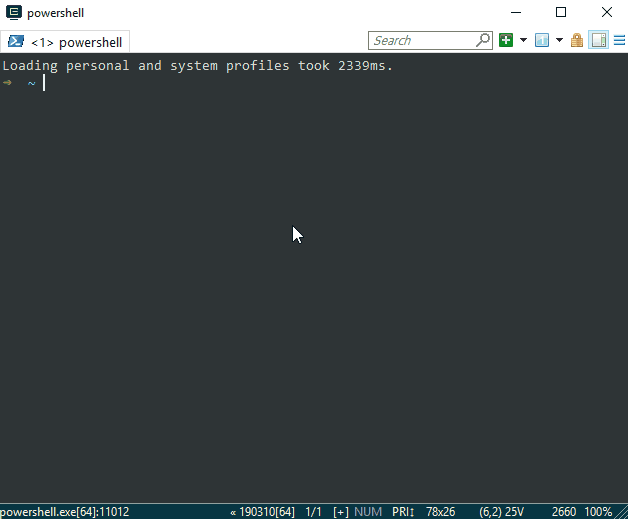 powershell
<1> powershell
Search
Loading personal and system profiles took 2339ms.
➜ ~
powershell.exe[64]:11012 « 190310[64] 1/1 [+] NUM PRI↕ 78x26 (6,2) 25V 2660 100%